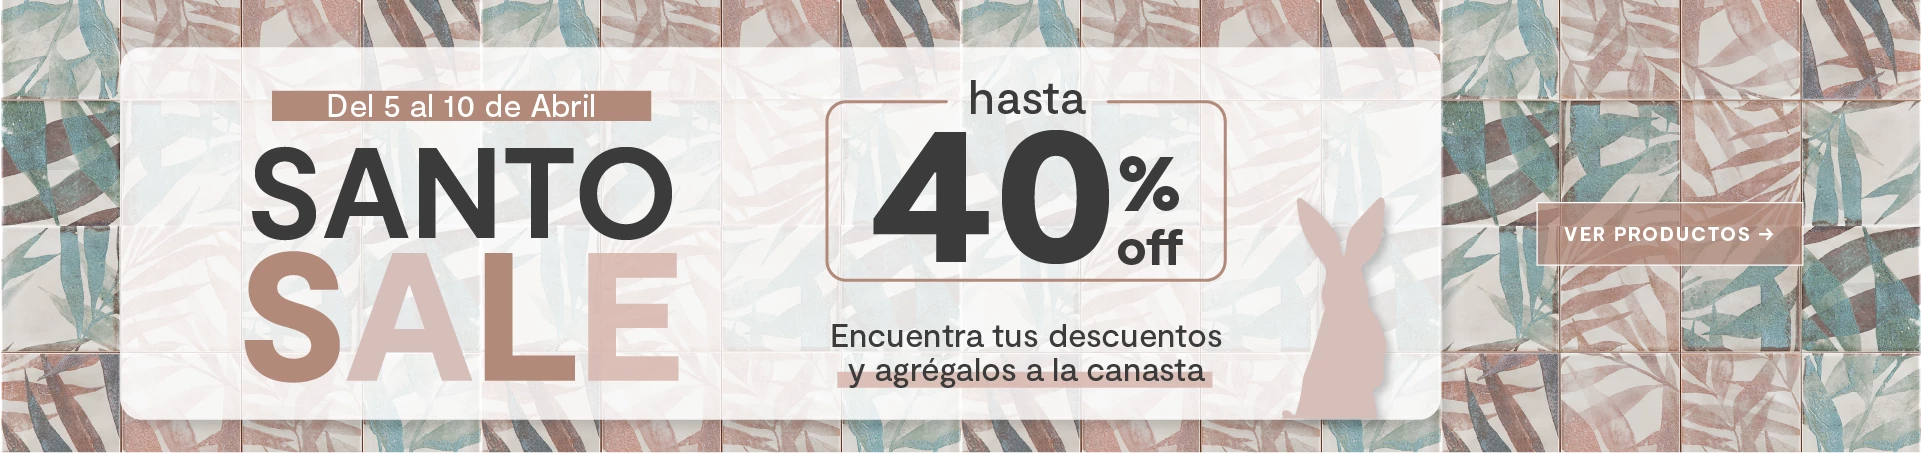 Del 5 al 10 de Abril
SANTO
SALE
hasta
40%
off
Encuentra tus descuentos
y agrégalos a la canasta
VER PRODUCTOS →